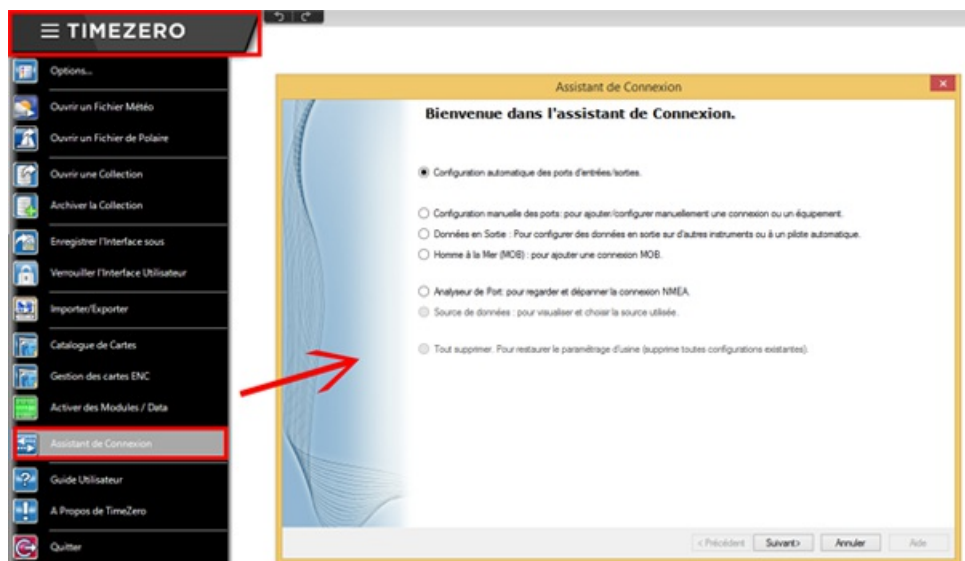 TIMEZERO
Options...
Ouvrir un Fichier Météo
Ouvrir un Fichier de Polaire
Ouvrir une Collection
Archiver la Collection
Enregistrer l'Interface sous
Verrouiller l'Interface Utilisateur
Importer/Exporter
Catalogue de Cartes
Gestion des cartes ENC
Activer des Modules / Data
Assistant de Connexion
Guide Utilisateur
A Propos de TimeZero
Quitter
Assistant de Connexion
Bienvenue dans l'assistant de Connexion.
Configuration automatique des ports d'entrées/sorties.
Configuration manuelle des ports: pour ajouter/configurer manuellement une connexion ou un équipement.
Données en Sortie : Pour configurer des données en sortie sur d'autres instruments ou à un pilote automatique.
Homme à la Mer (MOB) : pour ajouter une connexion MOB.
Analyseur de Port: pour regarder et dépanner la connexion NMEA.
Source de données : pour visualiser et choisir la source utilisée.
Tout supprimer. Pour restaurer le paramétrage d'usine (supprime toutes configurations existantes).
< Précédent Suivant> Annuler Aide